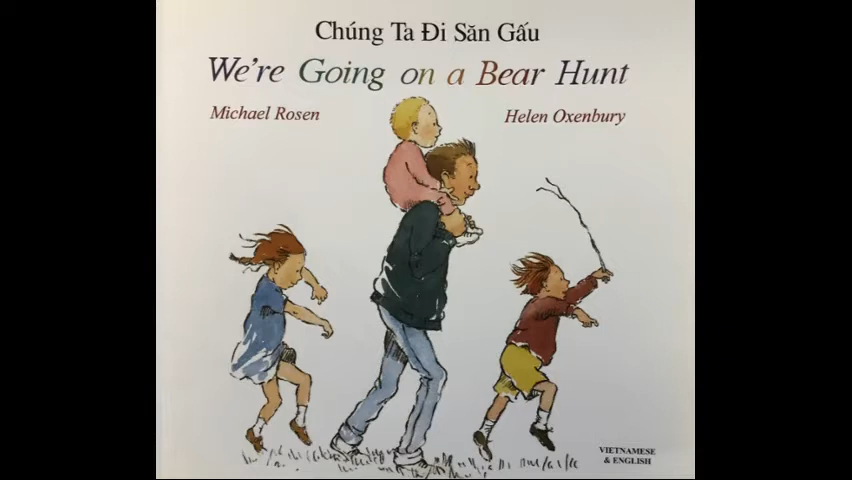 Chúng Ta Đi Săn Gấu
We're Going on a Bear Hunt
Michael Rosen
Helen Oxenbury
VIETNAMESE
& ENGLISH